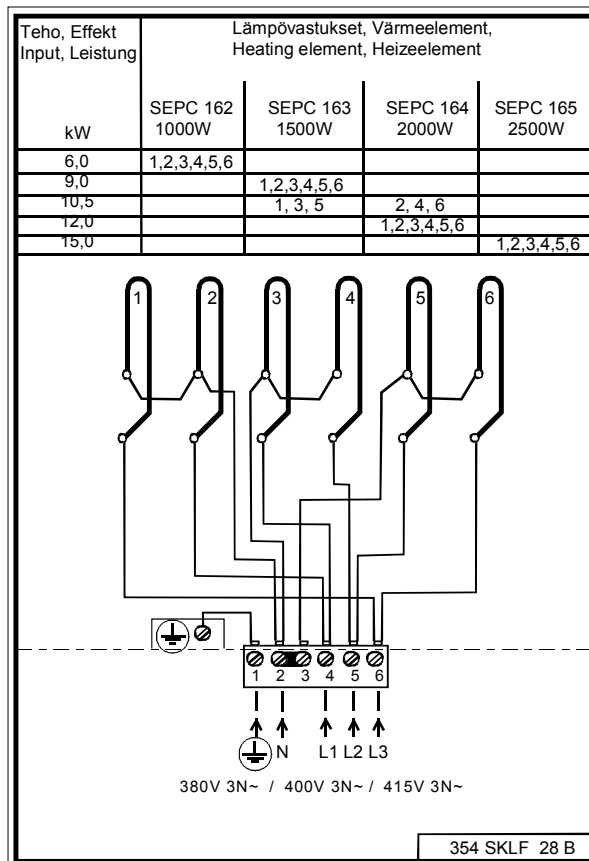 Teho, Effekt
Input, Leistung
Lämpövastukset, Värmeelement,
Heating element, Heizeelement
kW
SEPC 162
1000W
SEPC 163
1500W
SEPC 164
2000W
SEPC 165
2500W
6,0 1,2,3,4,5,6
9,0 1,2,3,4,5,6
10,5 1, 3, 5 2, 4, 6
12,0 1,2,3,4,5,6
15,0 1,2,3,4,5,6
1 2 3 4 5 6
1 2 3 4 5 6
N L1 L2 L3
380V 3N~ / 400V 3N~ / 415V 3N~
354 SKLF 28 B